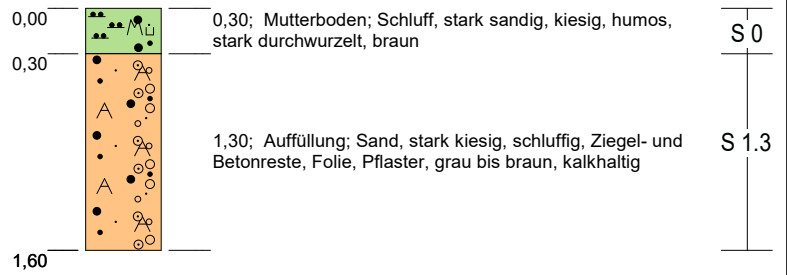 0,00
0,30; Mutterboden; Schluff, stark sandig, kiesig, humos,
stark durchwurzelt, braun
S 0
0,30
1,30; Auffüllung; Sand, stark kiesig, schluffig, Ziegel- und
Betonreste, Folie, Pflaster, grau bis braun, kalkhaltig
S 1.3
1,60